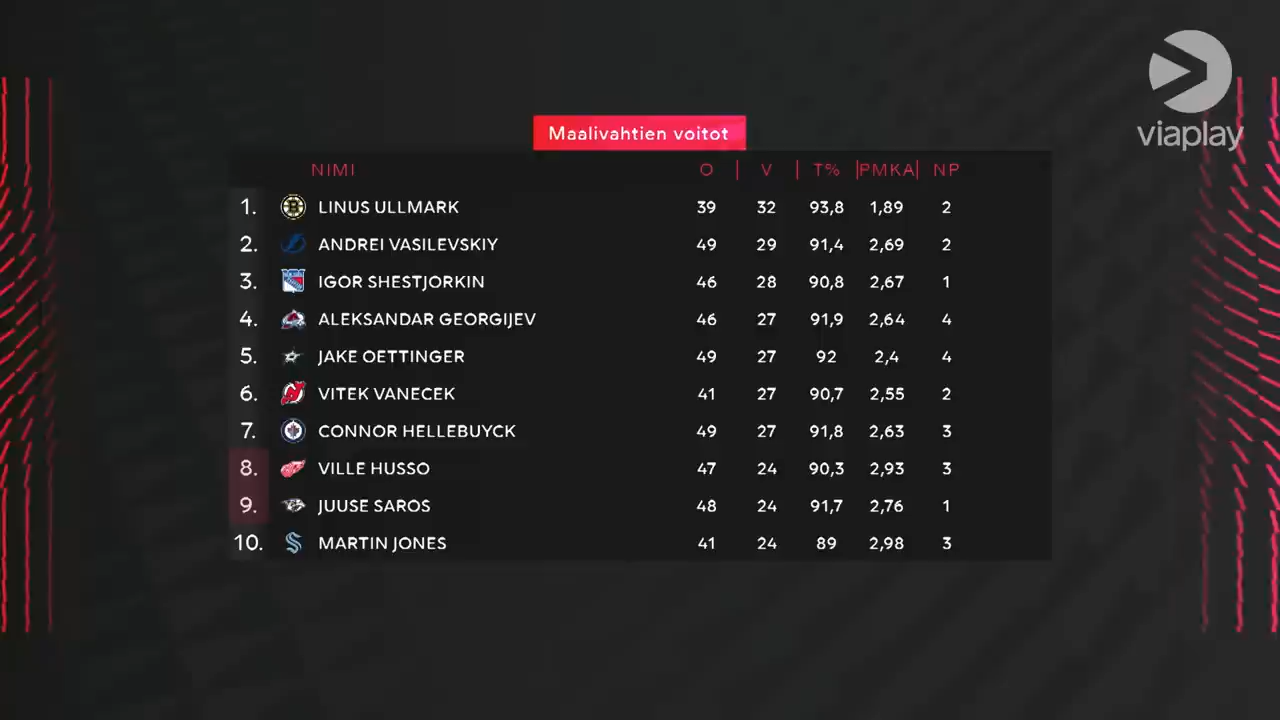 viaplay
Maalivahtien voitot
NIMI O | V | T% |PMKA| NP
1. LINUS ULLMARK 39 32 93,8 1,89 2
2. ANDREI VASILEVSKIY 49 29 91,4 2,69 2
3. IGOR SHESTJORKIN 46 28 90,8 2,67 1
4. ALEKSANDAR GEORGIJEV 46 27 91,9 2,64 4
5. JAKE OETTINGER 49 27 92 2,4 4
6. VITEK VANECEK 41 27 90,7 2,55 2
7. CONNOR HELLEBUYCK 49 27 91,8 2,63 3
8. VILLE HUSSO 47 24 90,3 2,93 3
9. JUUSE SAROS 48 24 91,7 2,76 1
10. MARTIN JONES 41 24 89 2,98 3